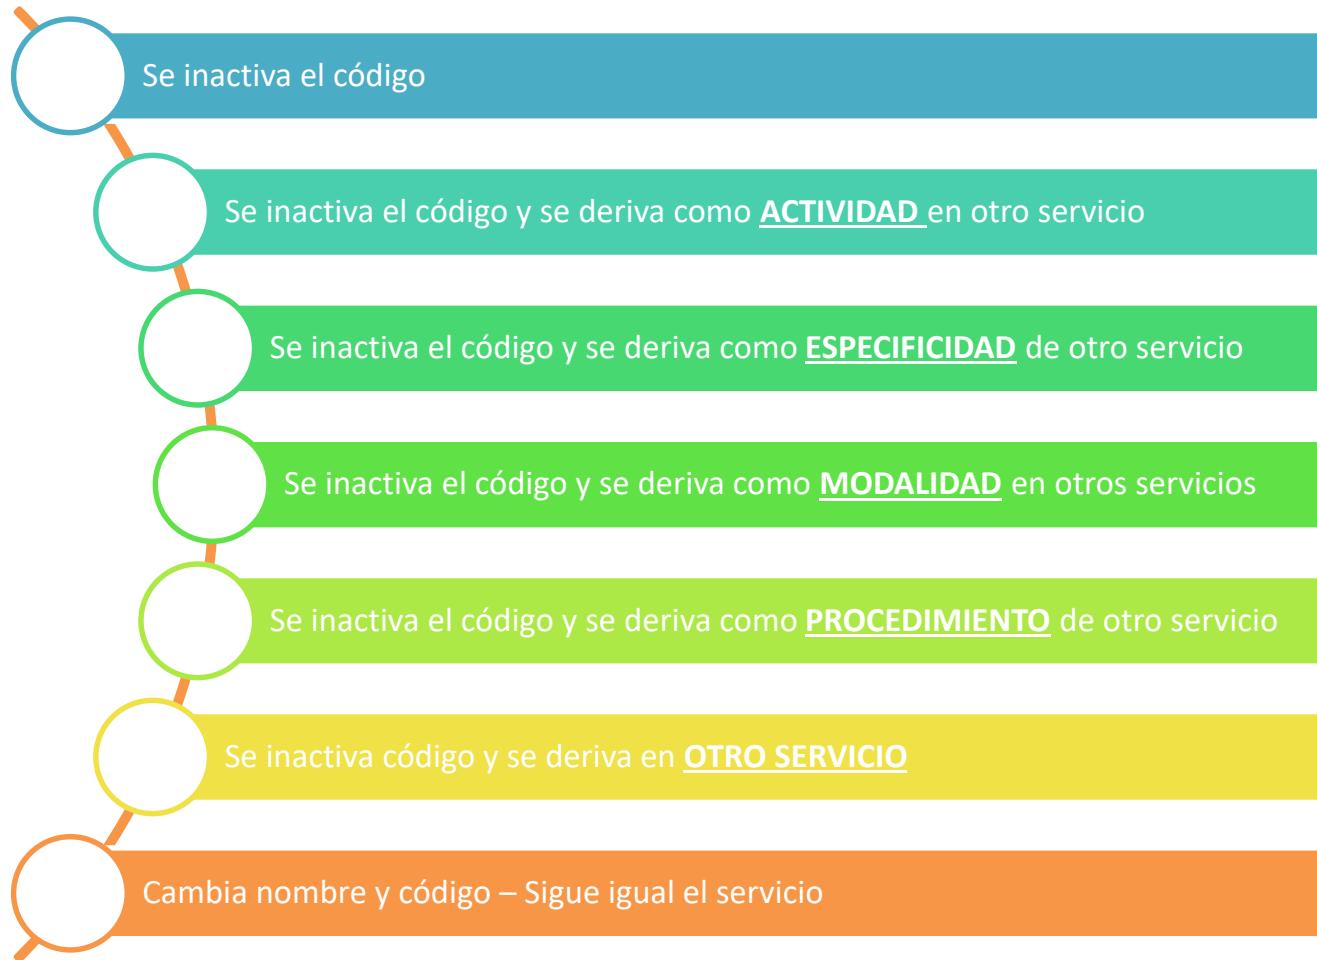 Se inactiva el código
Se inactiva el código y se deriva como ACTIVIDAD en otro servicio
Se inactiva el código y se deriva como ESPECIFICIDAD de otro servicio
Se inactiva el código y se deriva como MODALIDAD en otros servicios
Se inactiva el código y se deriva como PROCEDIMIENTO de otro servicio
Se inactiva código y se deriva en OTRO SERVICIO
Cambia nombre y código – Sigue igual el servicio